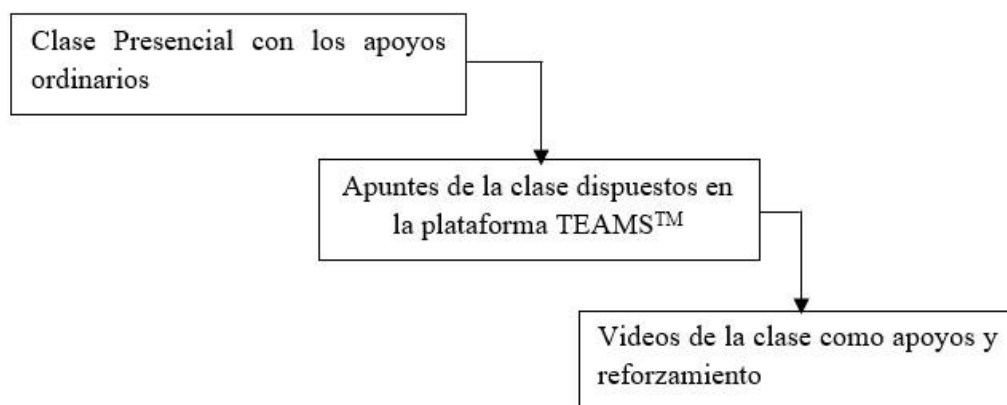 Clase Presencial con los apoyos
ordinarios
Apuntes de la clase dispuestos en
la plataforma TEAMS™
Videos de la clase como apoyos y
reforzamiento